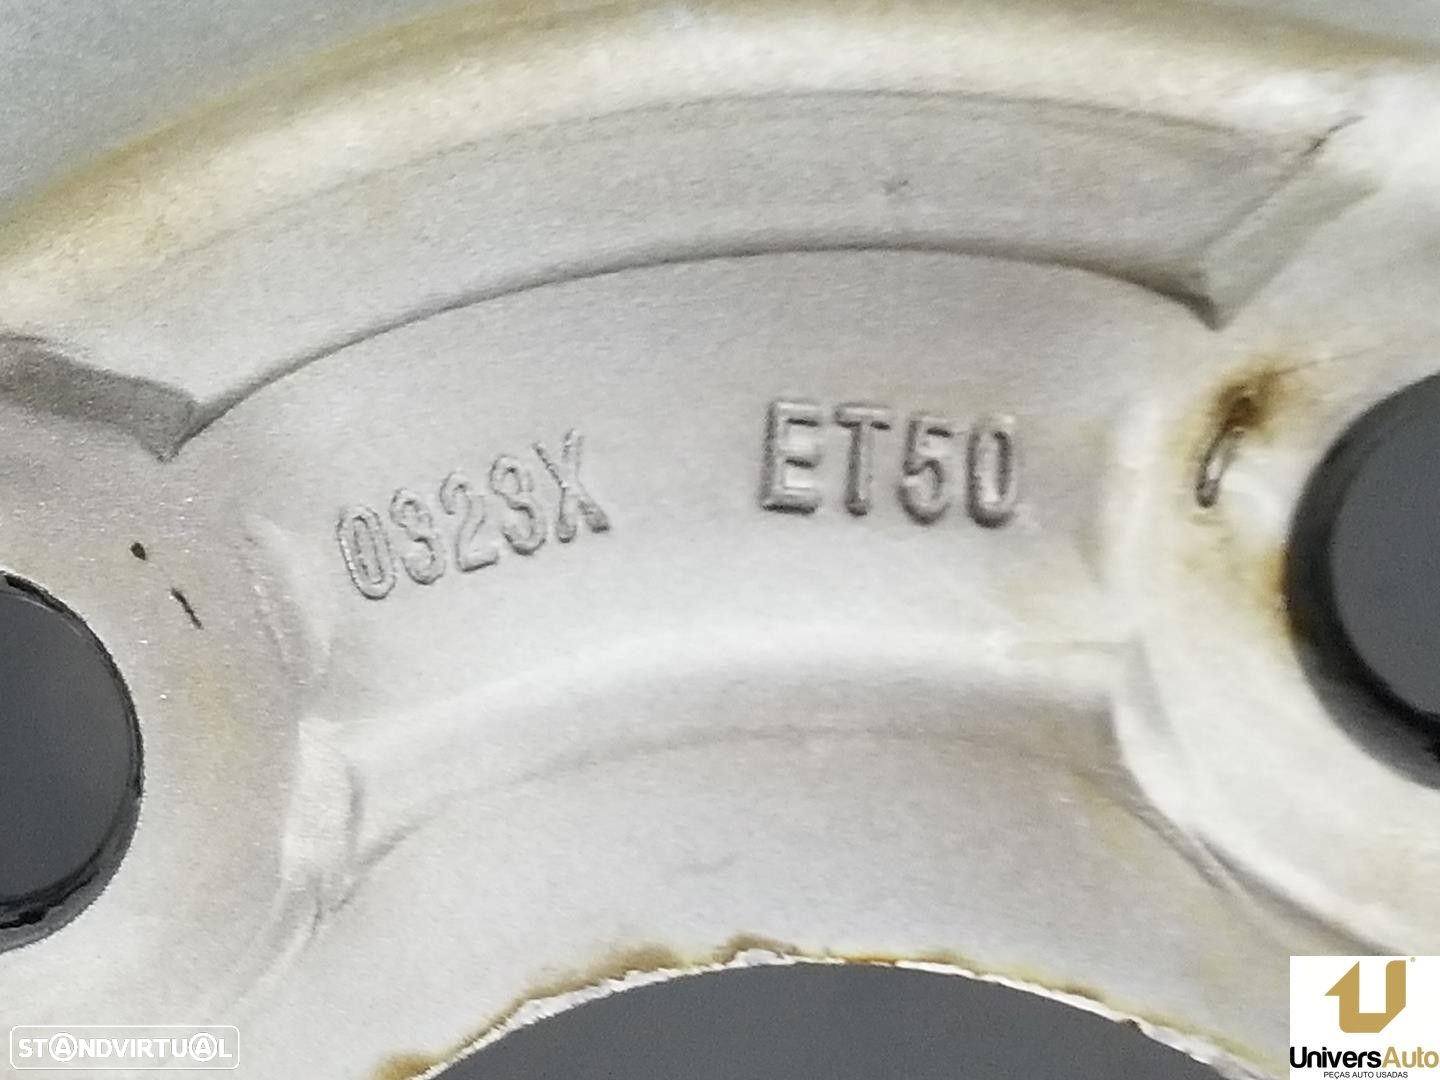 0323X ET50
STANDVIRTUAL
UniversAuto
PEÇAS AUTO USADAS